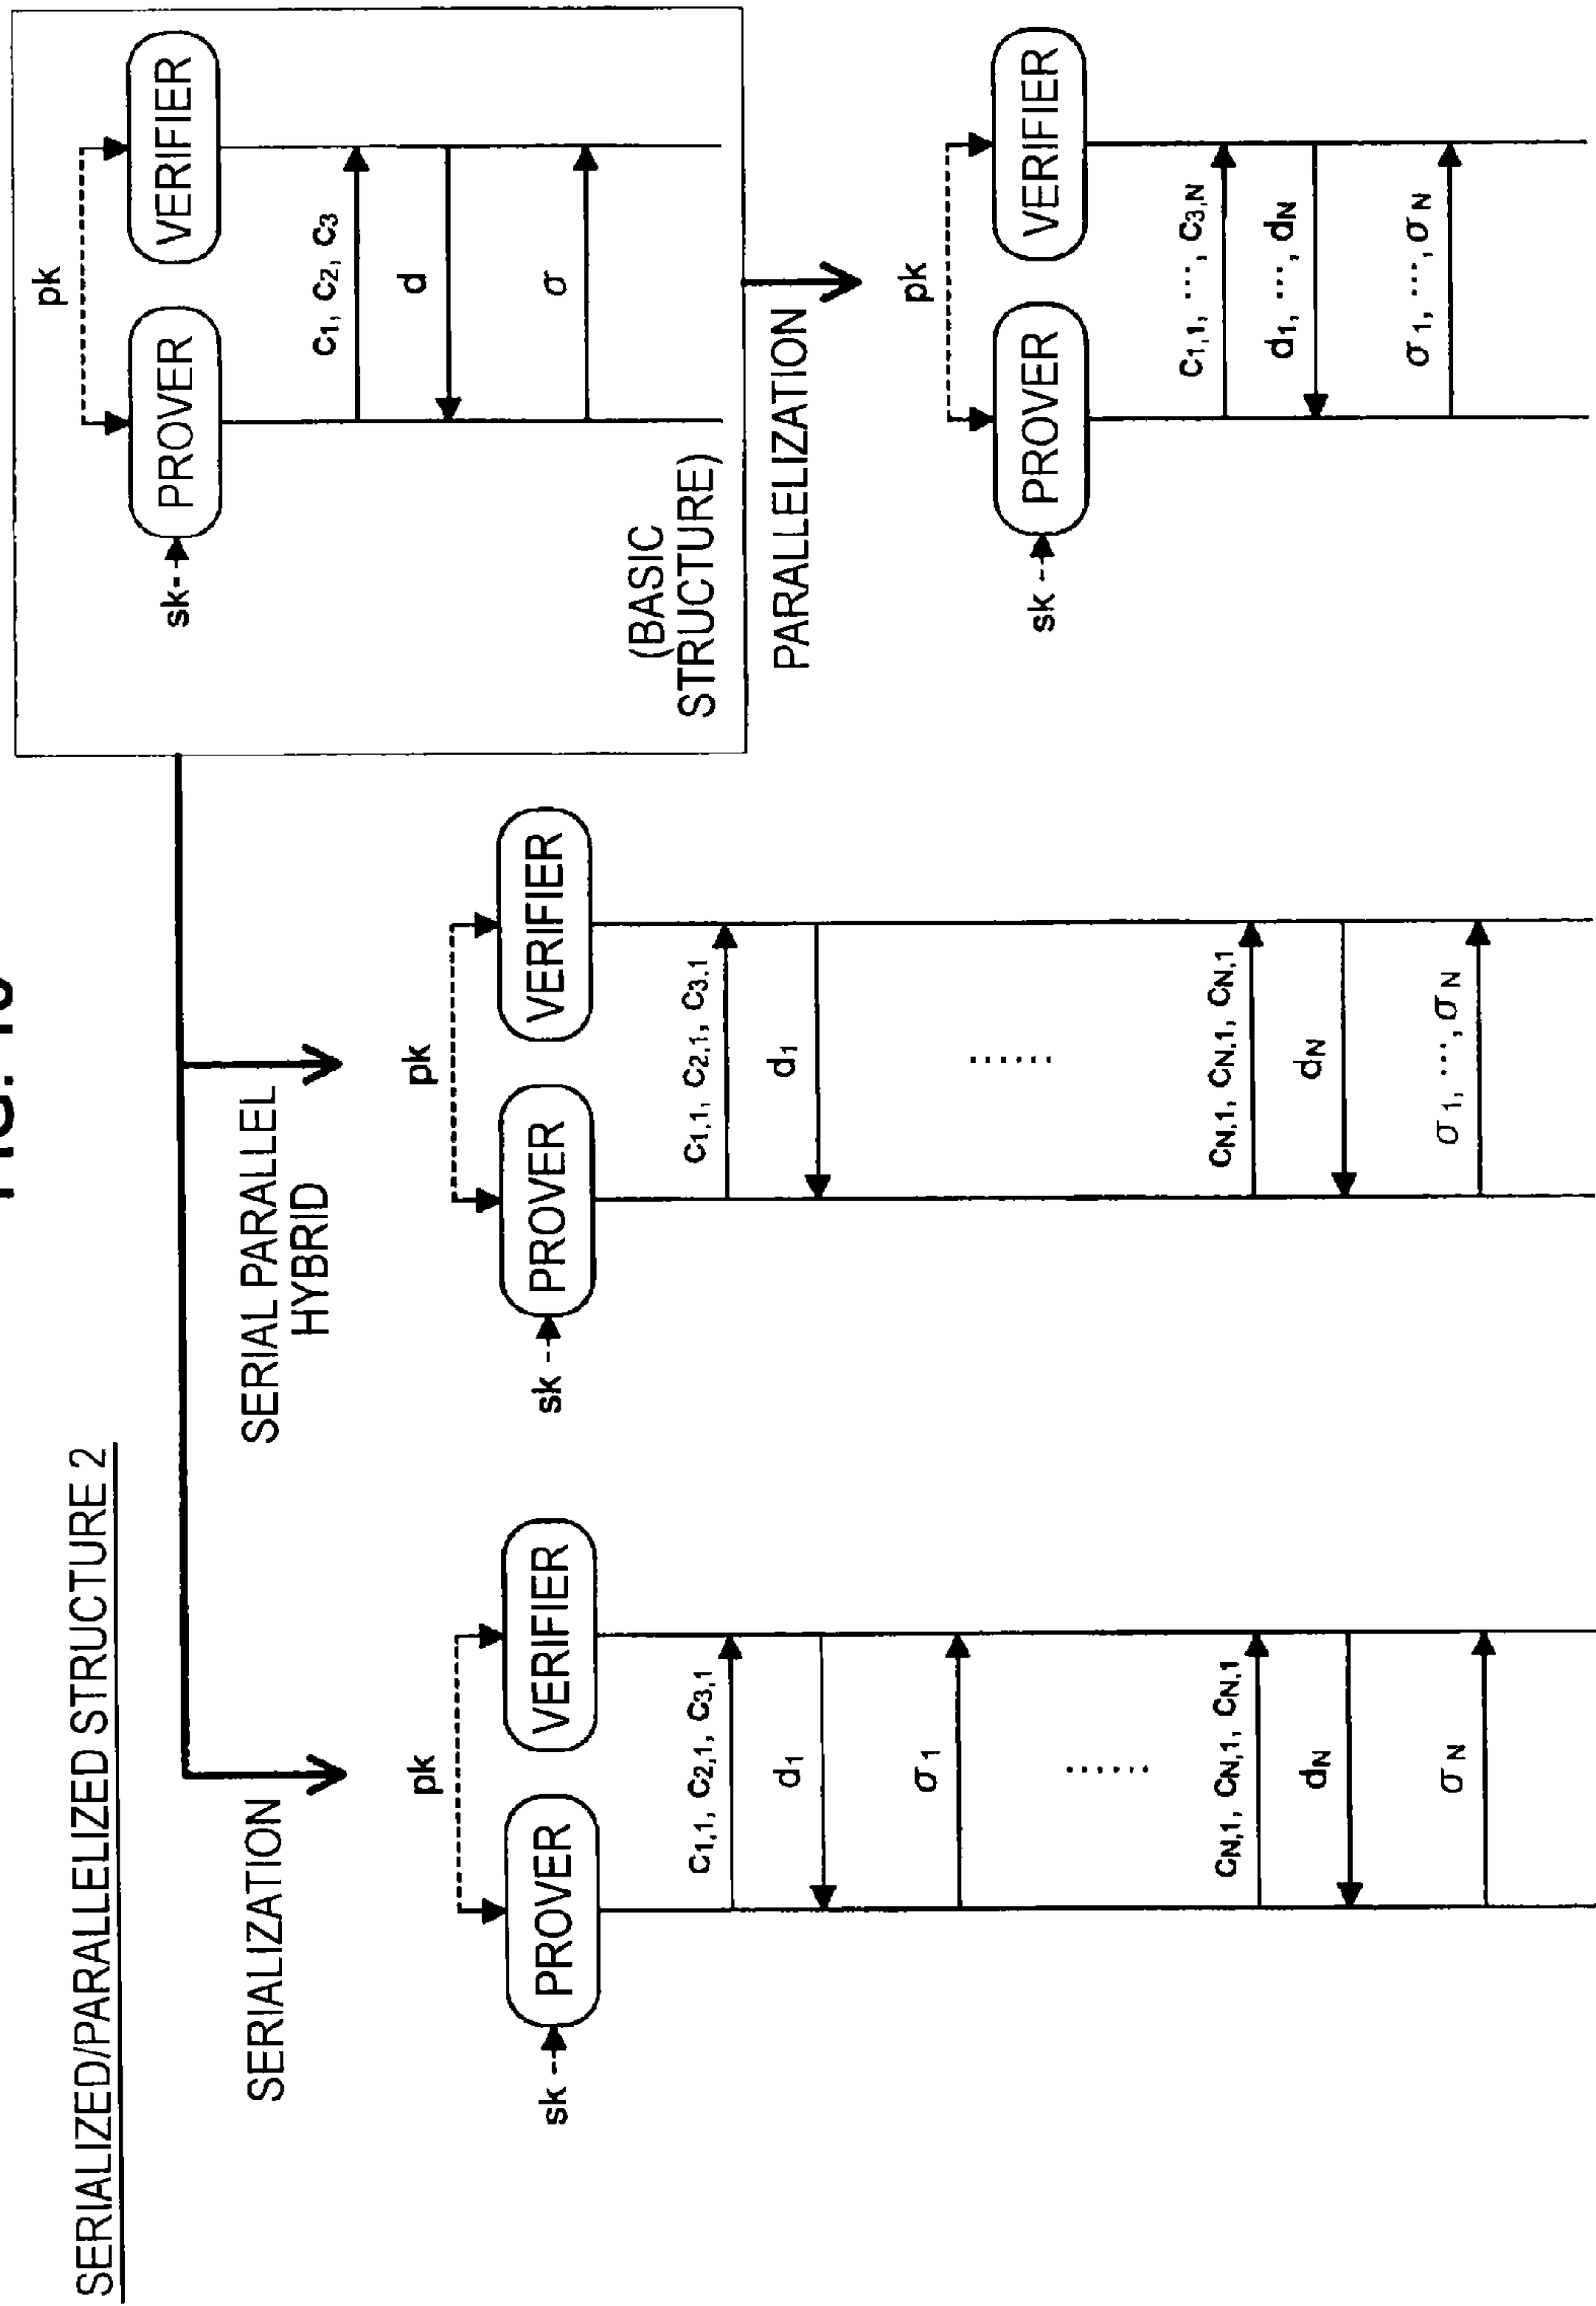 SERIALIZED/PARALLELIZED STRUCTURE 2
pk
sk
PROVER
VERIFIER
c1, c2, c3
d
σ
(BASIC
STRUCTURE)
SERIALIZATION
pk
sk
PROVER
VERIFIER
c1,1, c2,1, c3,1
d1
σ1
......
cN,1, cN,1, cN,1
dN
σN
SERIAL PARALLEL
HYBRID
pk
sk
PROVER
VERIFIER
c1,1, c2,1, c3,1
d1
......
cN,1, cN,1, cN,1
dN
σ1, ..., σN
PARALLELIZATION
pk
sk
PROVER
VERIFIER
c1,1, ..., c3,N
d1, ..., dN
σ1, ..., σN